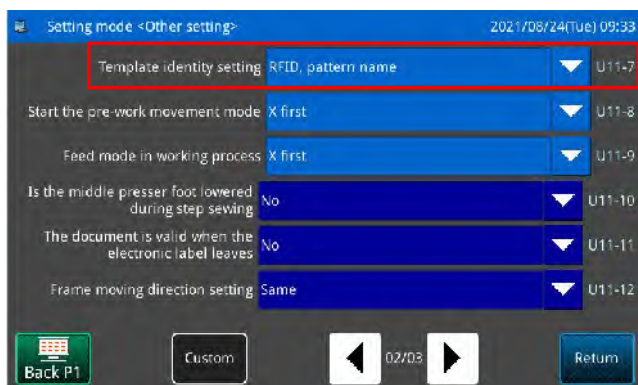 Setting mode <Other setting> 2021/08/24(Tue) 09:33
Template identity setting RFID, pattern name U11-7
Start the pre-work movement mode X first U11-8
Feed mode in working process X first U11-9
Is the middle presser foot lowered
during step sewing No U11-10
The document is valid when the
electronic label leaves No U11-11
Frame moving direction setting Same U11-12
Back P1 Custom 02/03 Return